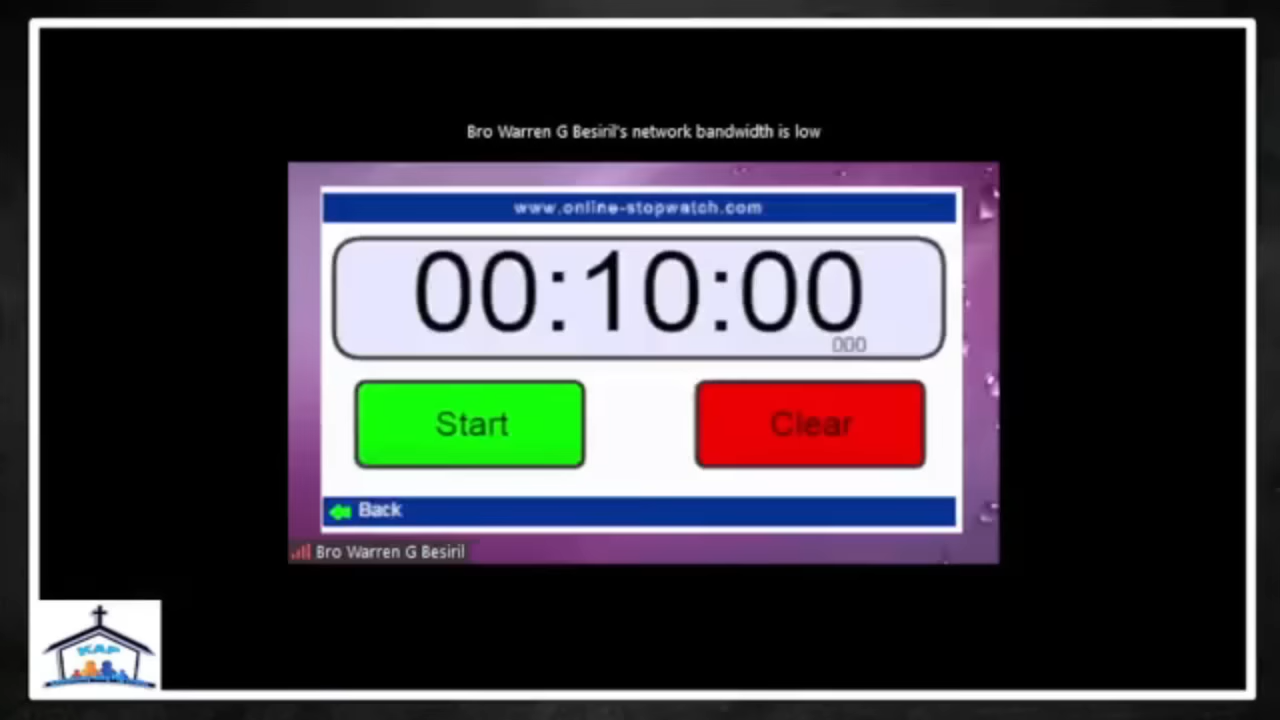 Bro Warren G Besiril's network bandwidth is low
www.online-stopwatch.com
00:10:00
000
Start
Clear
Back
Bro Warren G Besiril
KAP